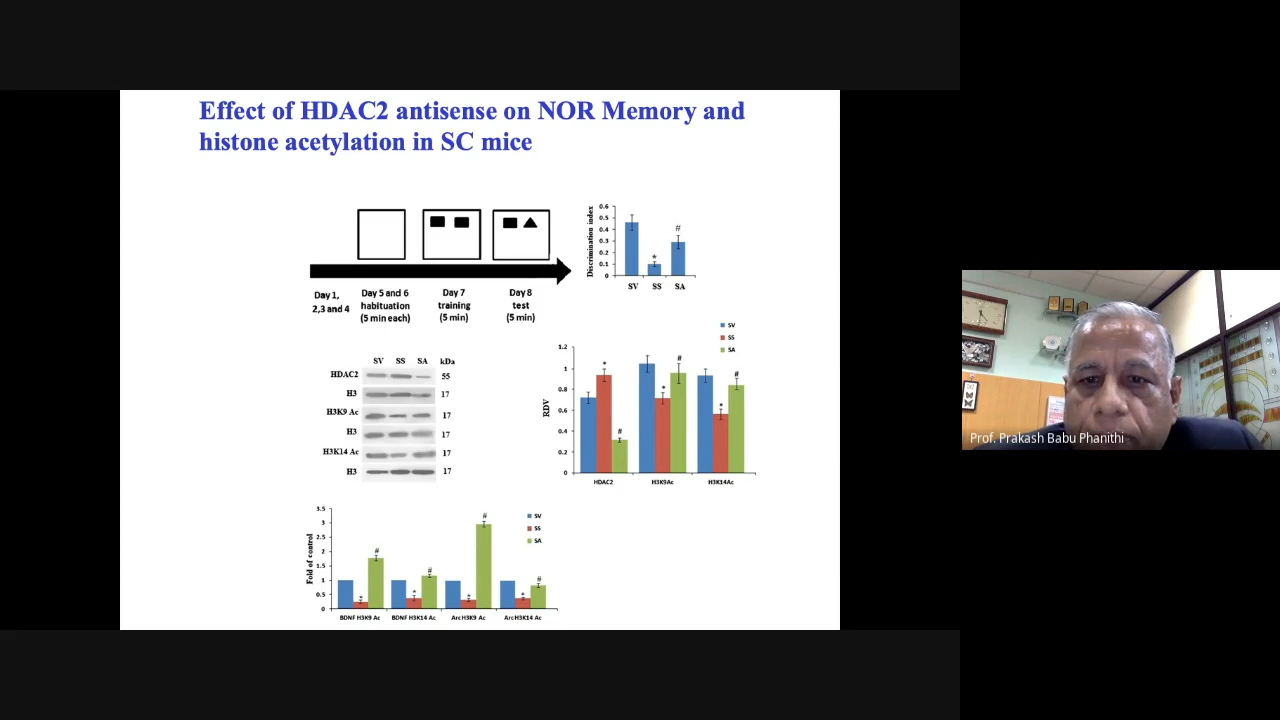 Effect of HDAC2 antisense on NOR Memory and
histone acetylation in SC mice
Day 1,
2,3 and 4
Day 5 and 6
habituation
(5 min each)
Day 7
training
(5 min)
Day 8
test
(5 min)
Discrimination index
0.6
0.5
0.4
0.3
0.2
0.1
0
*
#
SV SS SA
SV SS SA kDa
HDAC2 55
H3 17
H3K9 Ac 17
H3 17
H3K14 Ac 17
H3 17
SV
SS
SA
RDV
1.2
1
0.8
0.6
0.4
0.2
0
*
#
*
#
*
#
HDAC2 H3K9Ac H3K14Ac
Fold of control
3.5
3
2.5
2
1.5
1
0.5
0
*
#
*
#
*
#
*
#
SV
SS
SA
BDNF H3K9 Ac BDNF H3K14 Ac Arc H3K9 Ac Arc H3K14 Ac
Prof. Prakash Babu Phanithi